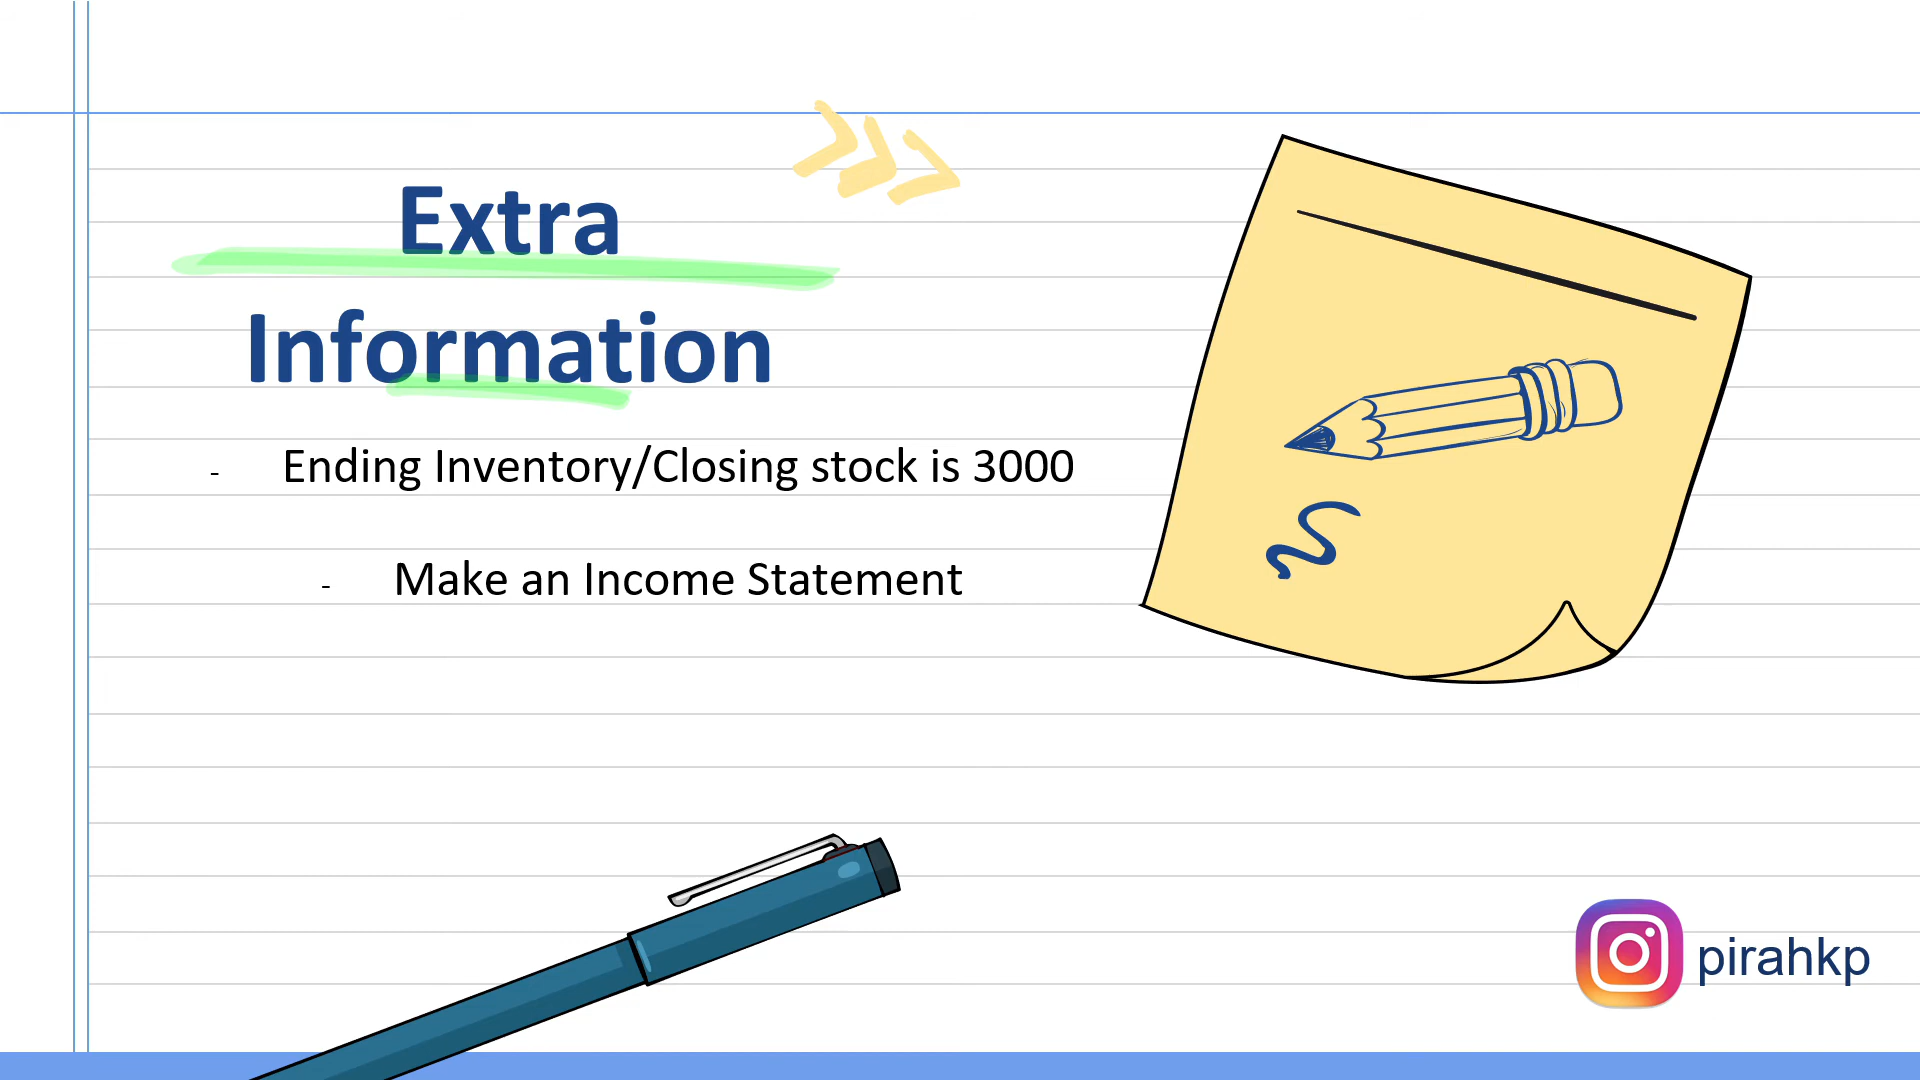 Extra
Information
- Ending Inventory/Closing stock is 3000
- Make an Income Statement
pirahkp